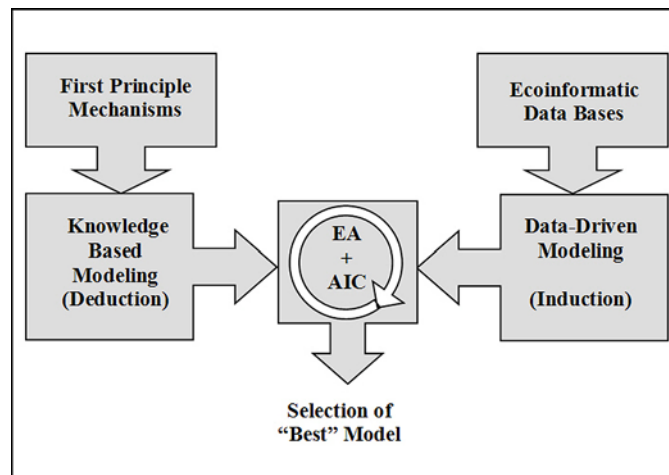 First Principle
Mechanisms
Ecoinformatic
Data Bases
Knowledge
Based
Modeling
(Deduction)
EA
+
AIC
Data-Driven
Modeling
(Induction)
Selection of
“Best” Model